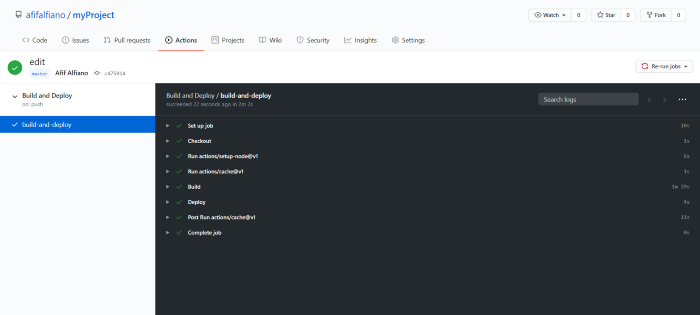 afifalfiano / myProject
Watch 0 Star 0 Fork 0
Code Issues Pull requests Actions Projects Wiki Security Insights Settings
edit
master Afif Alfiano c475914
Re-run jobs
Build and Deploy
on: push
build-and-deploy
Build and Deploy / build-and-deploy
succeeded 22 seconds ago in 2m 2s
Search logs
Set up job 10s
Checkout 1s
Run actions/setup-node@v1 6s
Run actions/cache@v1 1s
Build 1m 29s
Deploy 4s
Post Run actions/cache@v1 11s
Complete job 0s